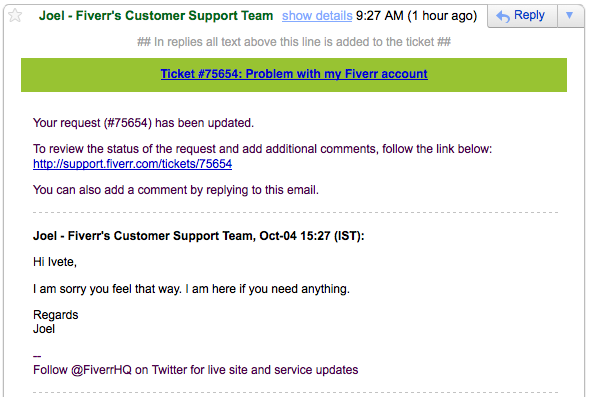 Joel - Fiverr's Customer Support Team show details 9:27 AM (1 hour ago) Reply
## In replies all text above this line is added to the ticket ##
Ticket #75654: Problem with my Fiverr account
Your request (#75654) has been updated.
To review the status of the request and add additional comments, follow the link below:
http://support.fiverr.com/tickets/75654
You can also add a comment by replying to this email.
Joel - Fiverr's Customer Support Team, Oct-04 15:27 (IST):
Hi Ivete,
I am sorry you feel that way. I am here if you need anything.
Regards
Joel
--
Follow @FiverrHQ on Twitter for live site and service updates